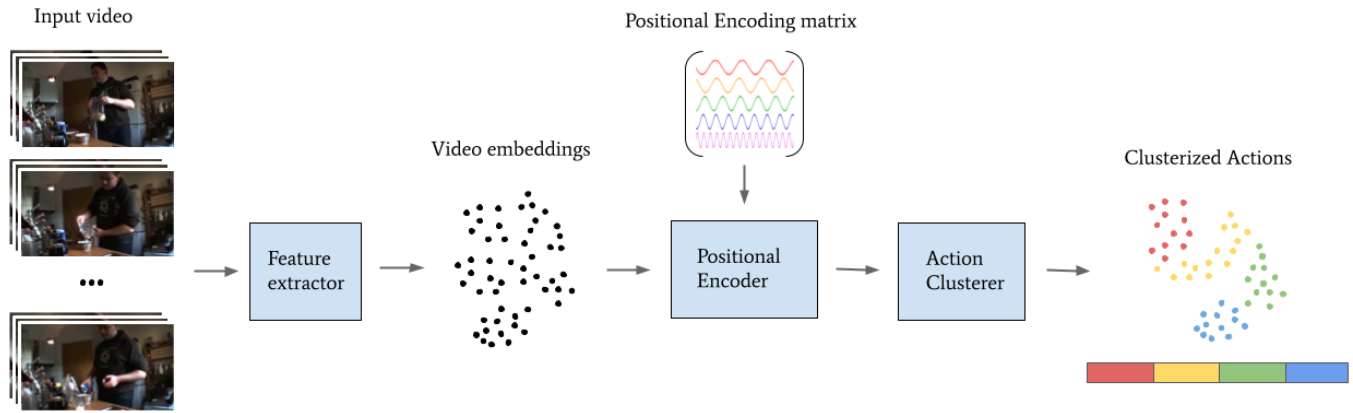 Input video
Positional Encoding matrix
Video embeddings
Clusterized Actions
Feature
extractor
Positional
Encoder
Action
Clusterer
...